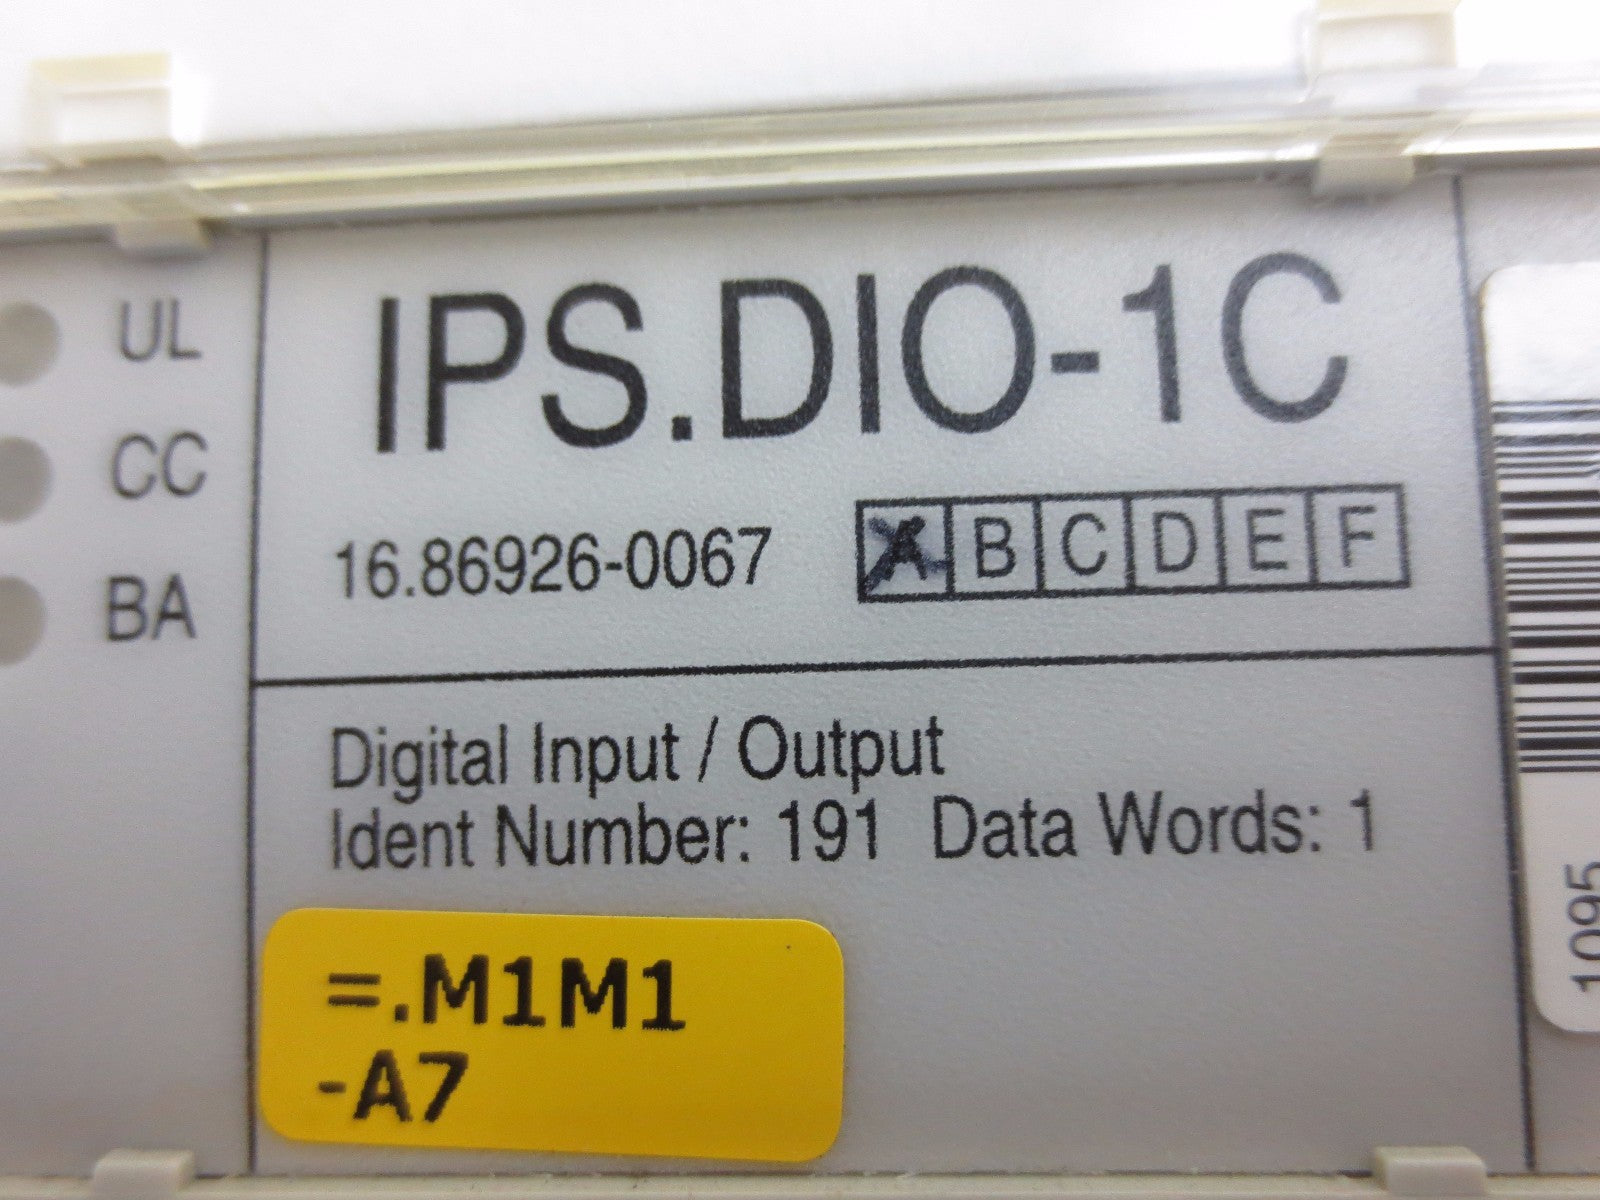 UL
CC
BA
IPS.DIO-1C
16.86926-0067 A B C D E F
Digital Input / Output
Ident Number: 191 Data Words: 1
=.M1M1
-A7
1095